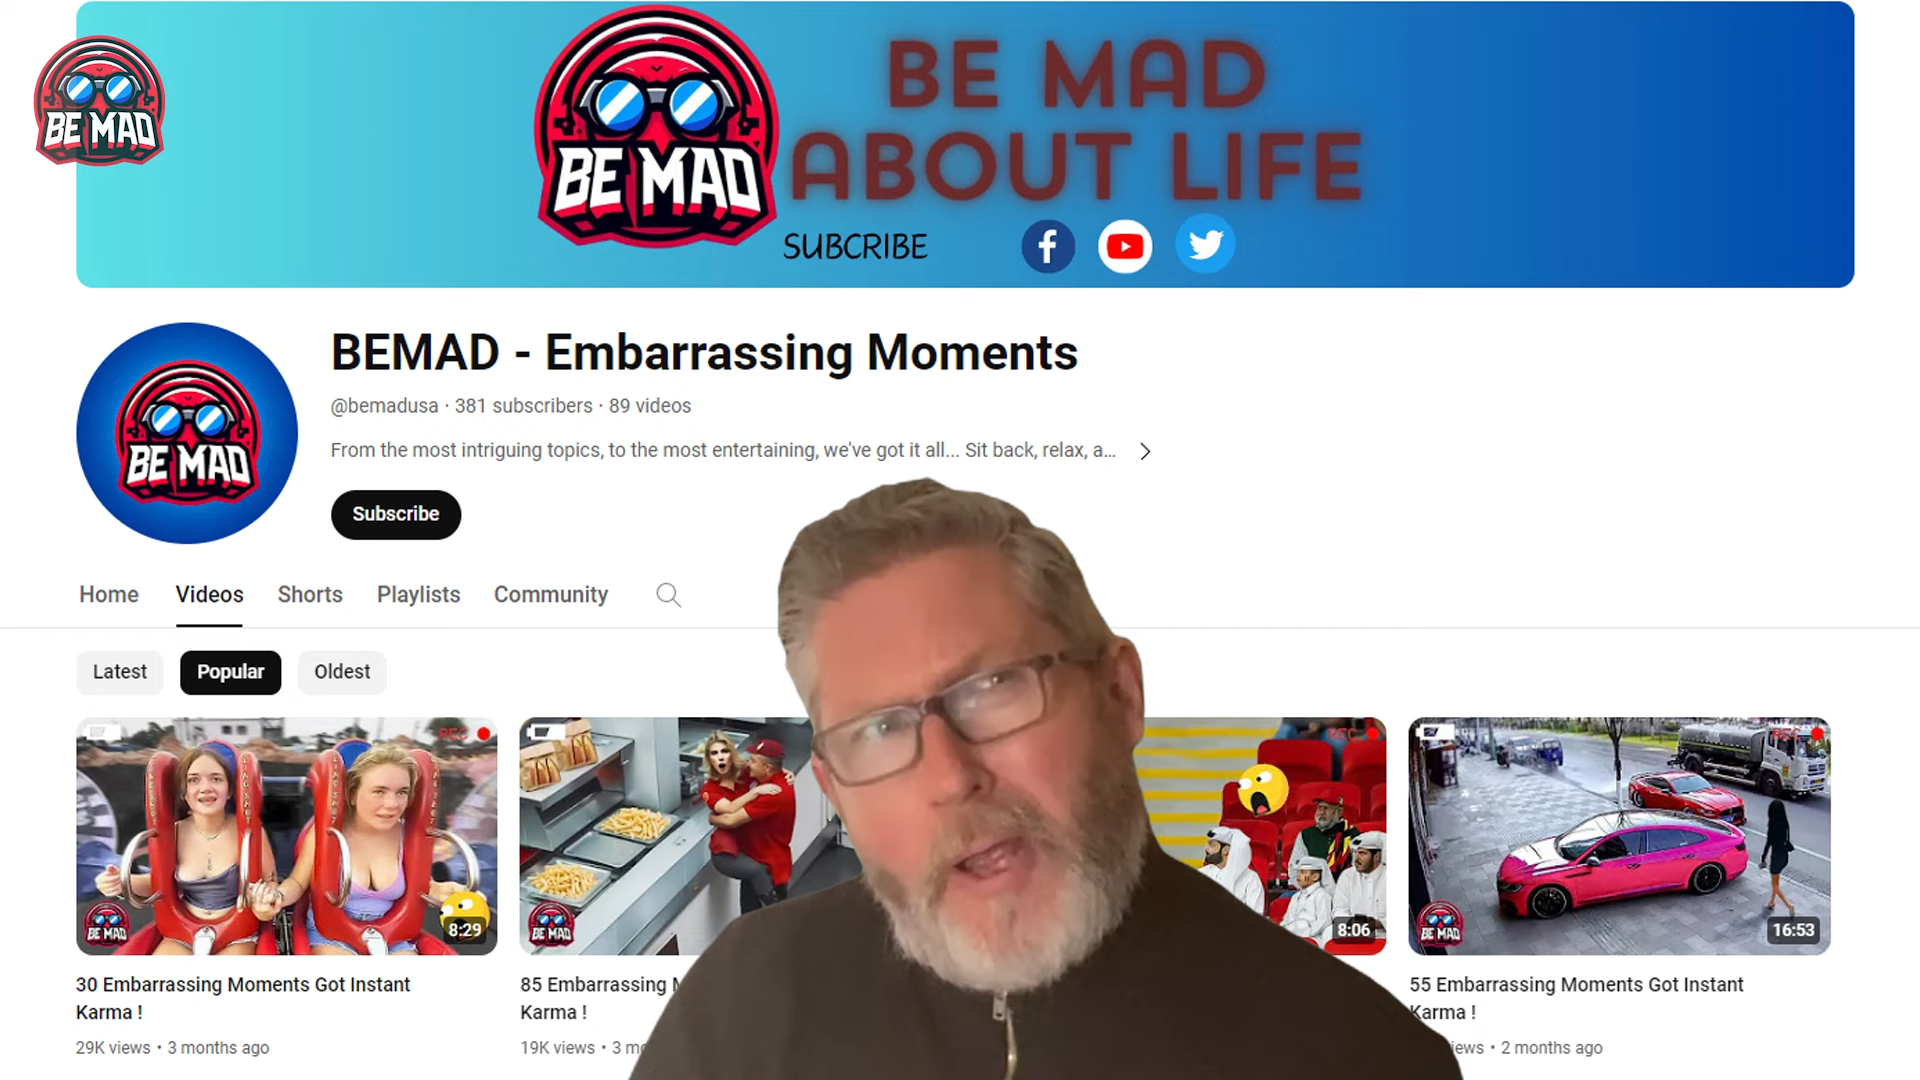 BE MAD
BE MAD
BE MAD
ABOUT LIFE
SUBCRIBE
BE MAD
BEMAD - Embarrassing Moments
@bemadusa · 381 subscribers · 89 videos
From the most intriguing topics, to the most entertaining, we've got it all... Sit back, relax, a...
Subscribe
Home Videos Shorts Playlists Community
Latest Popular Oldest
REC
REC
REC
BE MAD
8:29
BE MAD
8:06
BE MAD
16:53
30 Embarrassing Moments Got Instant
Karma !
29K views • 3 months ago
85 Embarrassing
Karma !
19K views • 3
55 Embarrassing Moments Got Instant
Karma !
• 2 months ago